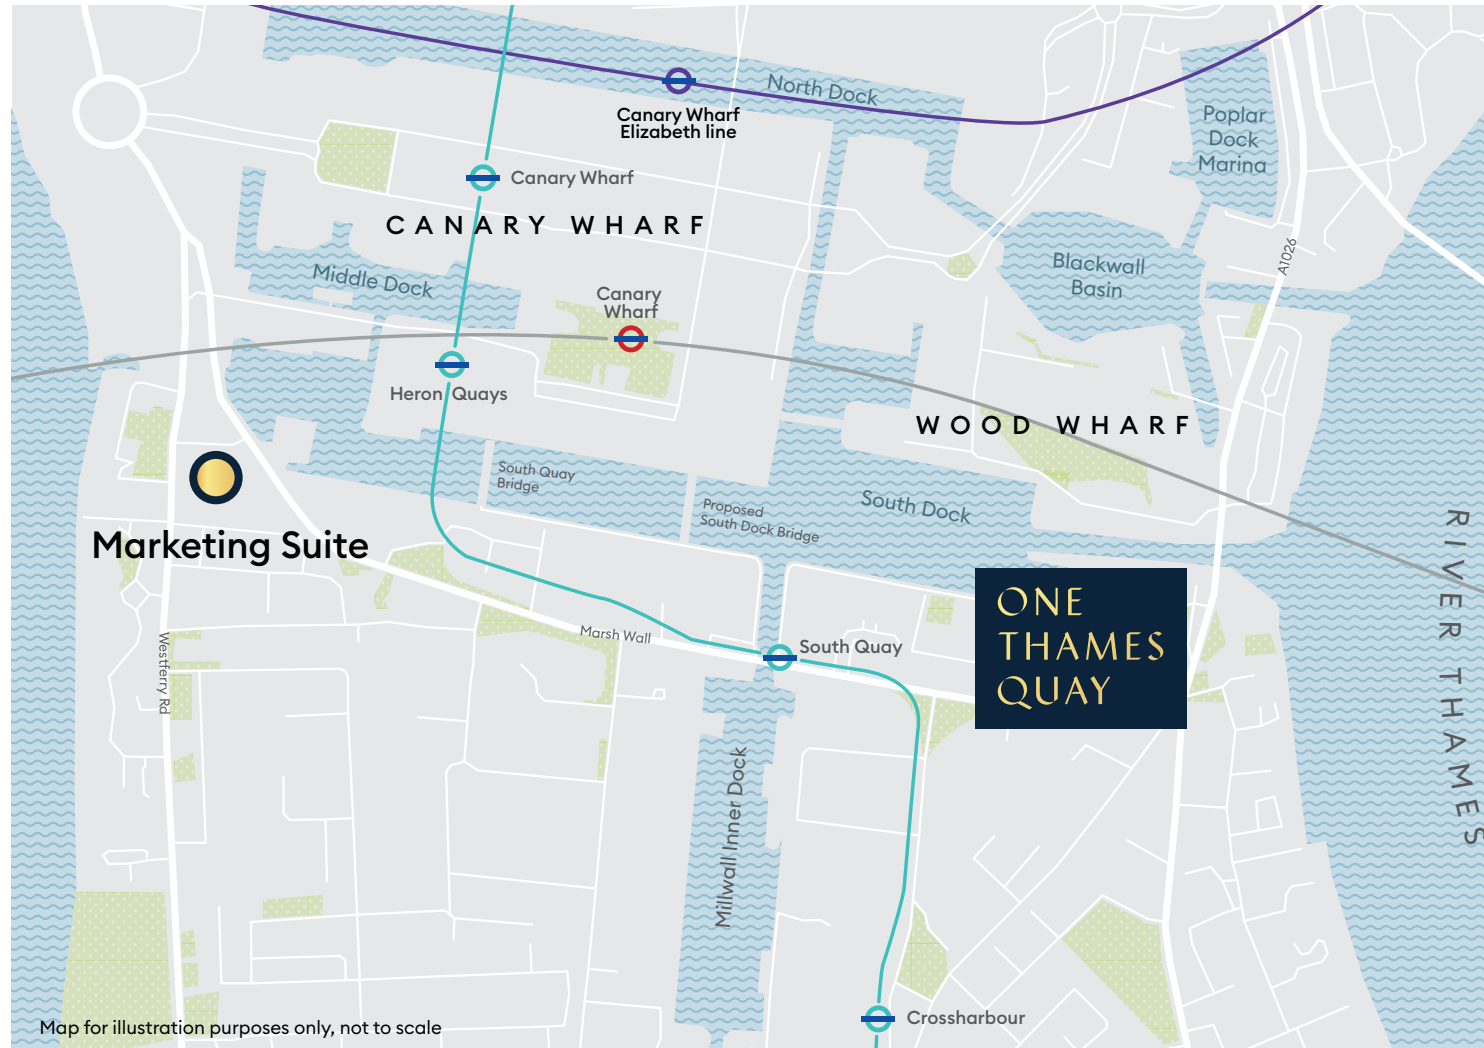 North Dock
Canary Wharf
Elizabeth line
Poplar
Dock
Marina
Canary Wharf
CANARY WHARF
A1026
Middle Dock
Blackwall
Basin
Canary
Wharf
Heron Quays
WOOD WHARF
South Quay
Bridge
Proposed
South Dock Bridge
South Dock
RIVER THAMES
Marketing Suite
ONE
THAMES
QUAY
Marsh Wall
South Quay
Westferry Rd
Millwall Inner Dock
Crossharbour
Map for illustration purposes only, not to scale